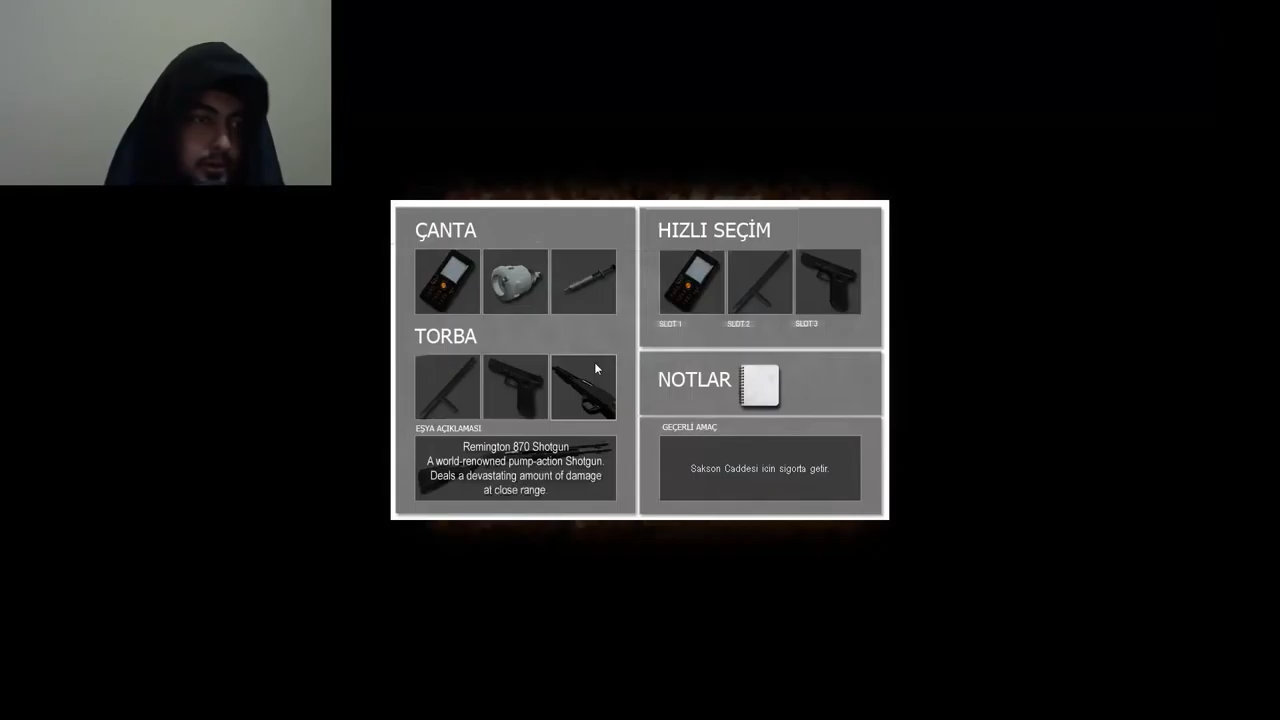 ÇANTA
TORBA
EŞYA AÇIKLAMASI
Remington 870 Shotgun
A world-renowned pump-action Shotgun.
Deals a devastating amount of damage
at close range
HIZLI SEÇİM
SLOT 1 SLOT 2 SLOT 3
NOTLAR
GEÇERLİ AMAÇ
Sakson Caddesi icin sigorta getir.